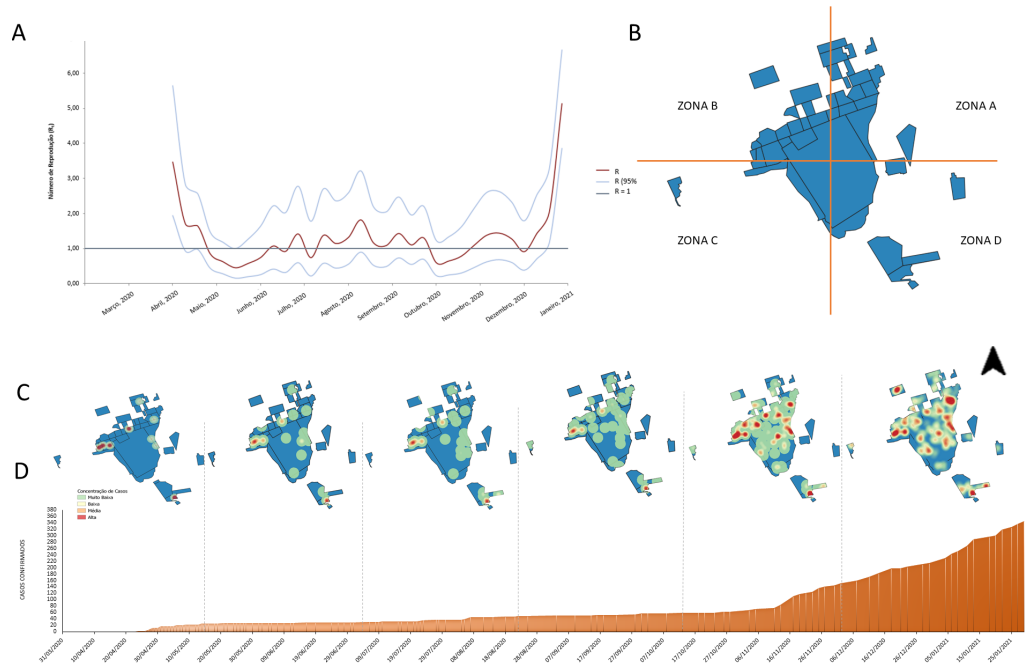 A
Número de Reprodução (Rt)
6,00
5,00
4,00
3,00
2,00
1,00
0,00
Março, 2020
Abril, 2020
Maio, 2020
Junho, 2020
Julho, 2020
Agosto, 2020
Setembro, 2020
Outubro, 2020
Novembro, 2020
Dezembro, 2020
Janeiro, 2021
R
R (95%
R = 1
B
ZONA B
ZONA A
ZONA C
ZONA D
C
D
Concentração de Casos
Muito Baixa
Baixa
Média
Alta
CASOS CONFIRMADOS
380
360
340
320
300
280
260
240
220
200
180
160
140
120
100
80
60
40
20
0
31/03/2020
10/04/2020
20/04/2020
30/04/2020
10/05/2020
20/05/2020
30/05/2020
09/06/2020
19/06/2020
29/06/2020
09/07/2020
19/07/2020
29/07/2020
08/08/2020
18/08/2020
28/08/2020
07/09/2020
17/09/2020
27/09/2020
07/10/2020
17/10/2020
27/10/2020
06/11/2020
16/11/2020
26/11/2020
06/12/2020
16/12/2020
26/12/2020
05/01/2021
15/01/2021
25/01/2021